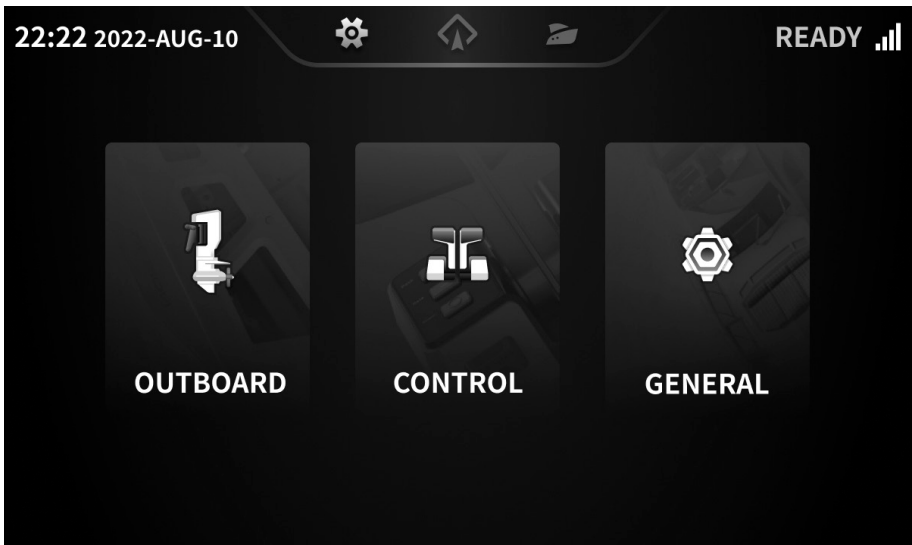 22:22 2022-AUG-10
READY
OUTBOARD
CONTROL
GENERAL